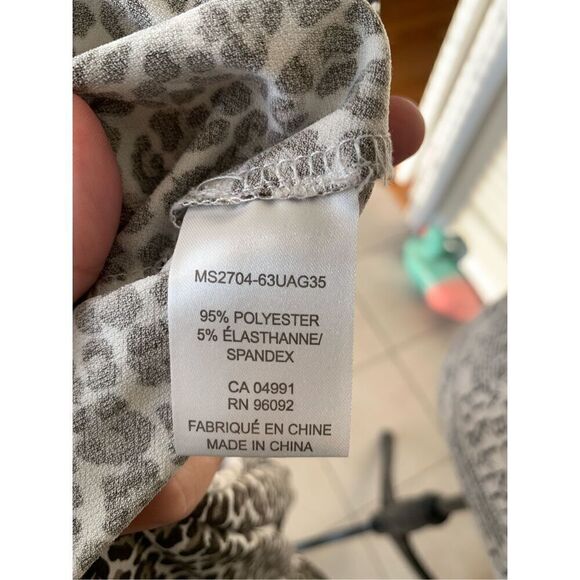 MS2704-63UAG35
95% POLYESTER
5% ÉLASTHANNE/
SPANDEX
CA 04991
RN 96092
FABRIQUÉ EN CHINE
MADE IN CHINA